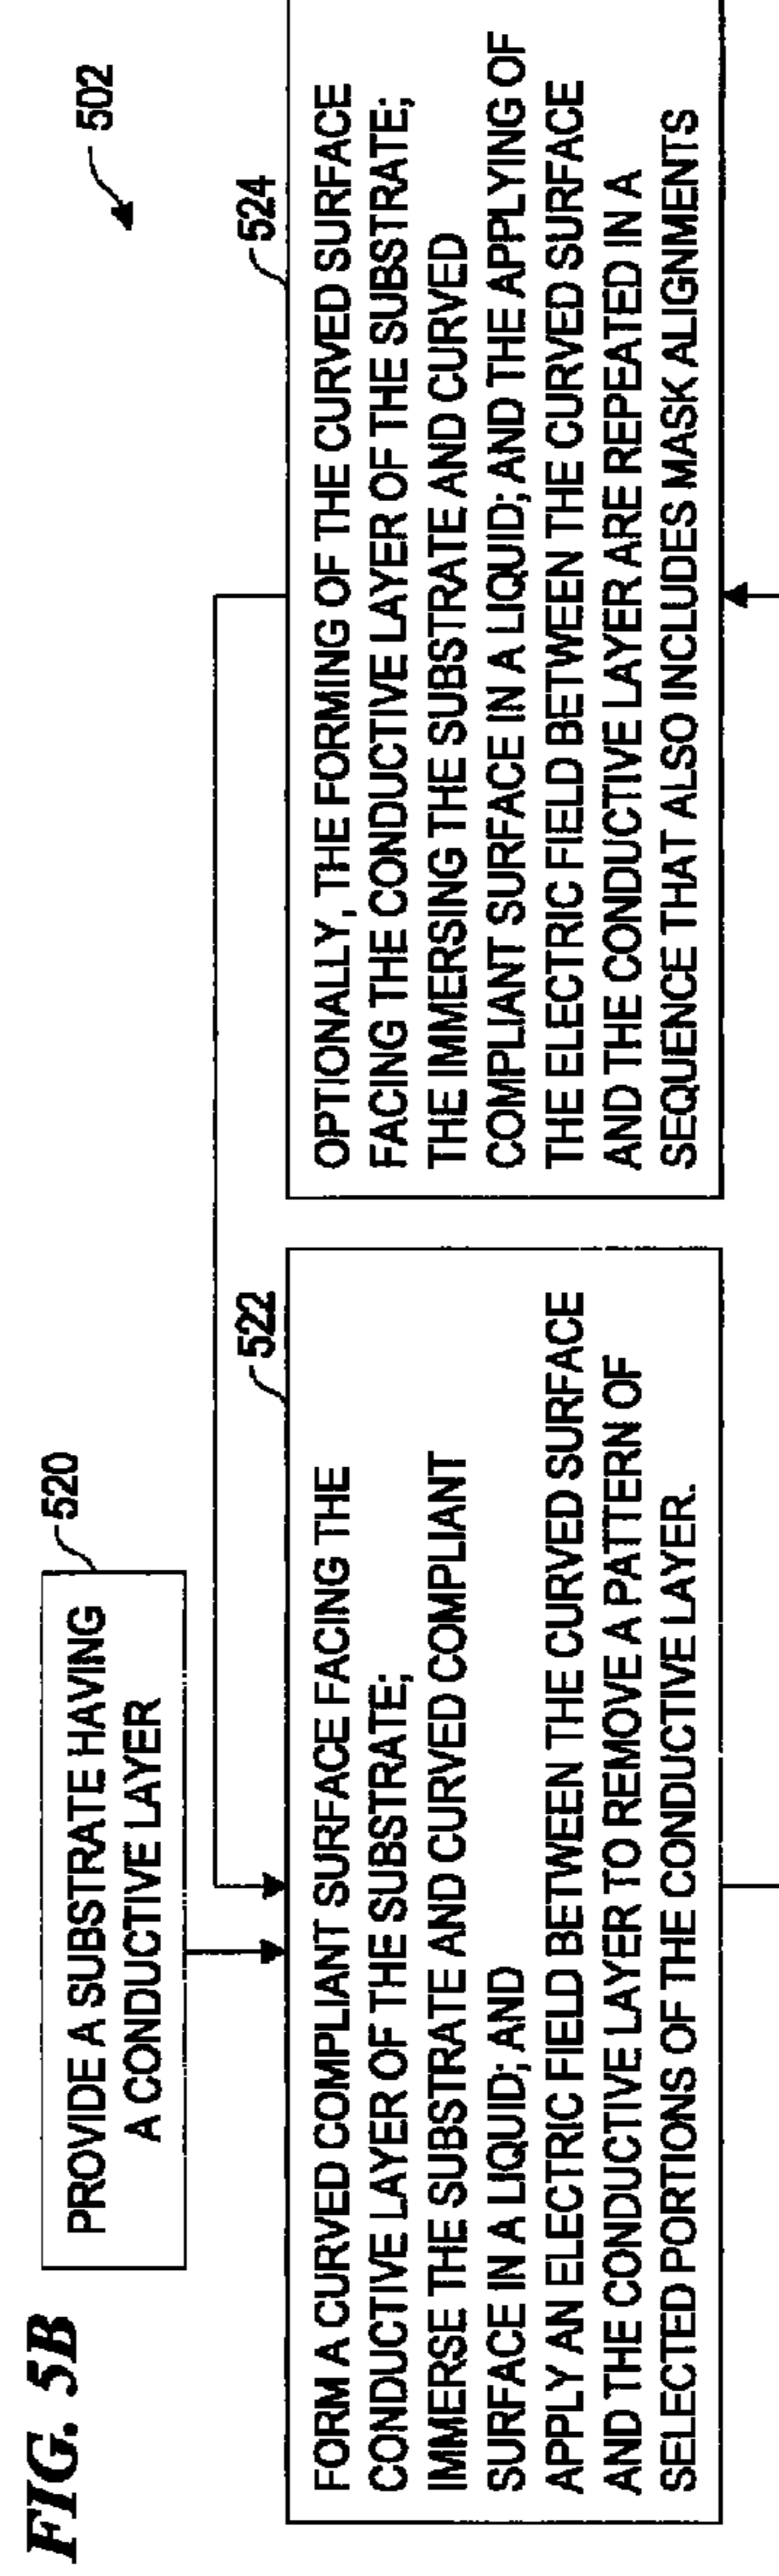 FIG. 5B
502
520
PROVIDE A SUBSTRATE HAVING
A CONDUCTIVE LAYER
522
FORM A CURVED COMPLIANT SURFACE FACING THE
CONDUCTIVE LAYER OF THE SUBSTRATE;
IMMERSE THE SUBSTRATE AND CURVED COMPLIANT
SURFACE IN A LIQUID; AND
APPLY AN ELECTRIC FIELD BETWEEN THE CURVED SURFACE
AND THE CONDUCTIVE LAYER TO REMOVE A PATTERN OF
SELECTED PORTIONS OF THE CONDUCTIVE LAYER.
524
OPTIONALLY, THE FORMING OF THE CURVED SURFACE
FACING THE CONDUCTIVE LAYER OF THE SUBSTRATE;
THE IMMERSING THE SUBSTRATE AND CURVED
COMPLIANT SURFACE IN A LIQUID; AND THE APPLYING OF
THE ELECTRIC FIELD BETWEEN THE CURVED SURFACE
AND THE CONDUCTIVE LAYER ARE REPEATED IN A
SEQUENCE THAT ALSO INCLUDES MASK ALIGNMENTS